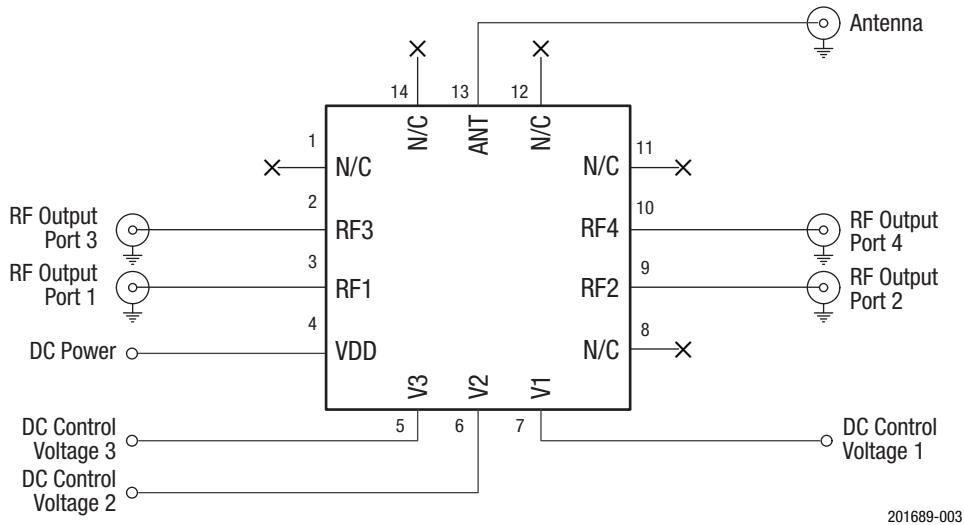 Antenna
14
13
12
N/C
ANT
N/C
1
N/C
N/C
11
RF Output
Port 3
2
RF3
RF4
10
RF Output
Port 4
RF Output
Port 1
3
RF1
RF2
9
RF Output
Port 2
DC Power
4
VDD
N/C
8
V3
V2
V1
5
6
7
DC Control
Voltage 3
DC Control
Voltage 1
DC Control
Voltage 2
201689-003